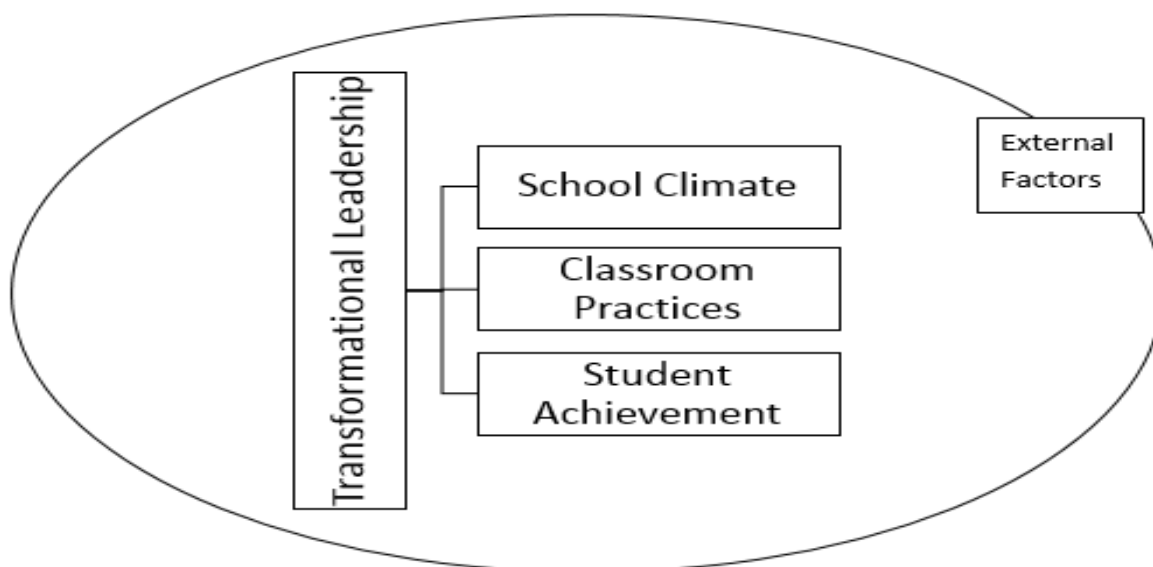 Transformational Leadership
School Climate
Classroom
Practices
Student
Achievement
External
Factors